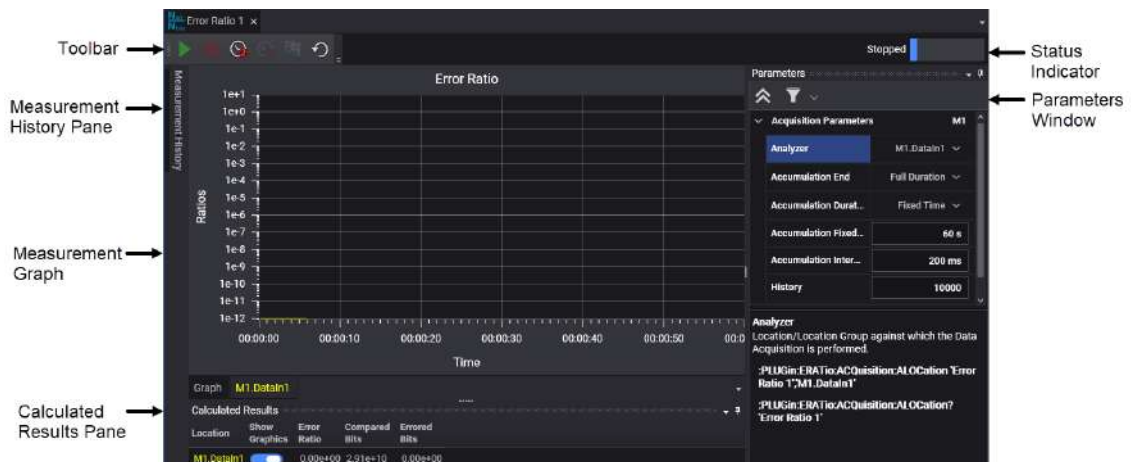 Error Ratio 1 ×
Toolbar
Stopped
Status
Indicator
Measurement
History Pane
Measurement History
Error Ratio
Parameters
Parameters
Window
1e+1
1e+0
1e-1
1e-2
1e-3
1e-4
1e-5
1e-6
1e-7
1e-8
1e-9
1e-10
1e-11
1e-12
Ratios
Measurement
Graph
00:00:00 00:00:10 00:00:20 00:00:30 00:00:40 00:00:50 00:0
Time
Acquisition Parameters M1
Analyzer M1.DataIn1
Accumulation End Full Duration
Accumulation Durat... Fixed Time
Accumulation Fixed... 60 s
Accumulation Inter... 200 ms
History 10000
Analyzer
Location/Location Group against which the Data
Acquisition is performed.
:PLUGin:ERATio:ACQuisition:ALOCation 'Error
Ratio 1','M1.DataIn1'
:PLUGin:ERATio:ACQuisition:ALOCation?
'Error Ratio 1'
Graph M1.DataIn1
Calculated
Results Pane
Calculated Results
Location Show Graphics Error Ratio Compared Bits Errored Bits
M1.DataIn1 0.00e+00 2.91e+10 0.00e+00